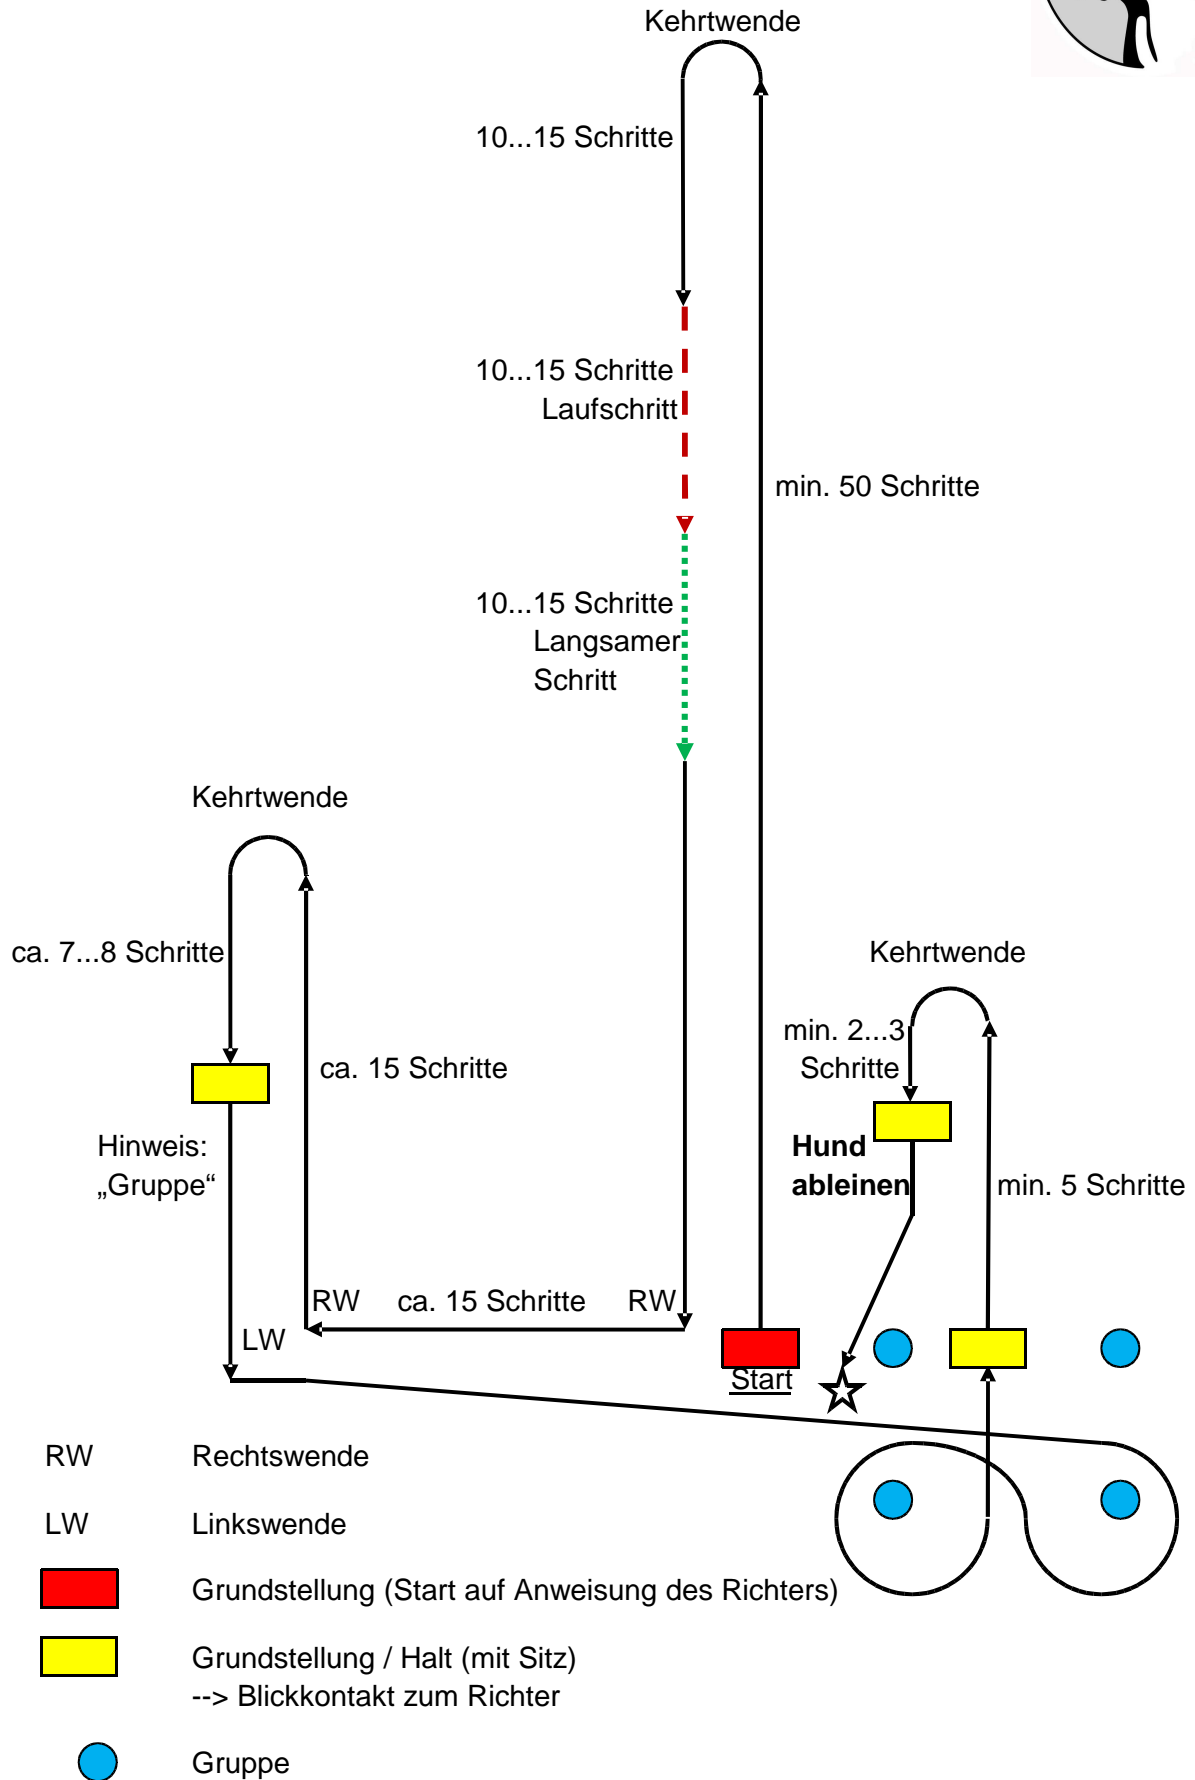 Kehrtwende
10...15 Schritte
10...15 Schritte
Laufschritt
min. 50 Schritte
10...15 Schritte
Langsamer
Schritt
Kehrtwende
ca. 7...8 Schritte
Kehrtwende
min. 2...3
Schritte
ca. 15 Schritte
Hinweis:
„Gruppe“
Hund
ableinen
min. 5 Schritte
RW
ca. 15 Schritte
RW
LW
Start
RW Rechtswende
LW Linkswende
Grundstellung (Start auf Anweisung des Richters)
Grundstellung / Halt (mit Sitz)
--> Blickkontakt zum Richter
Gruppe